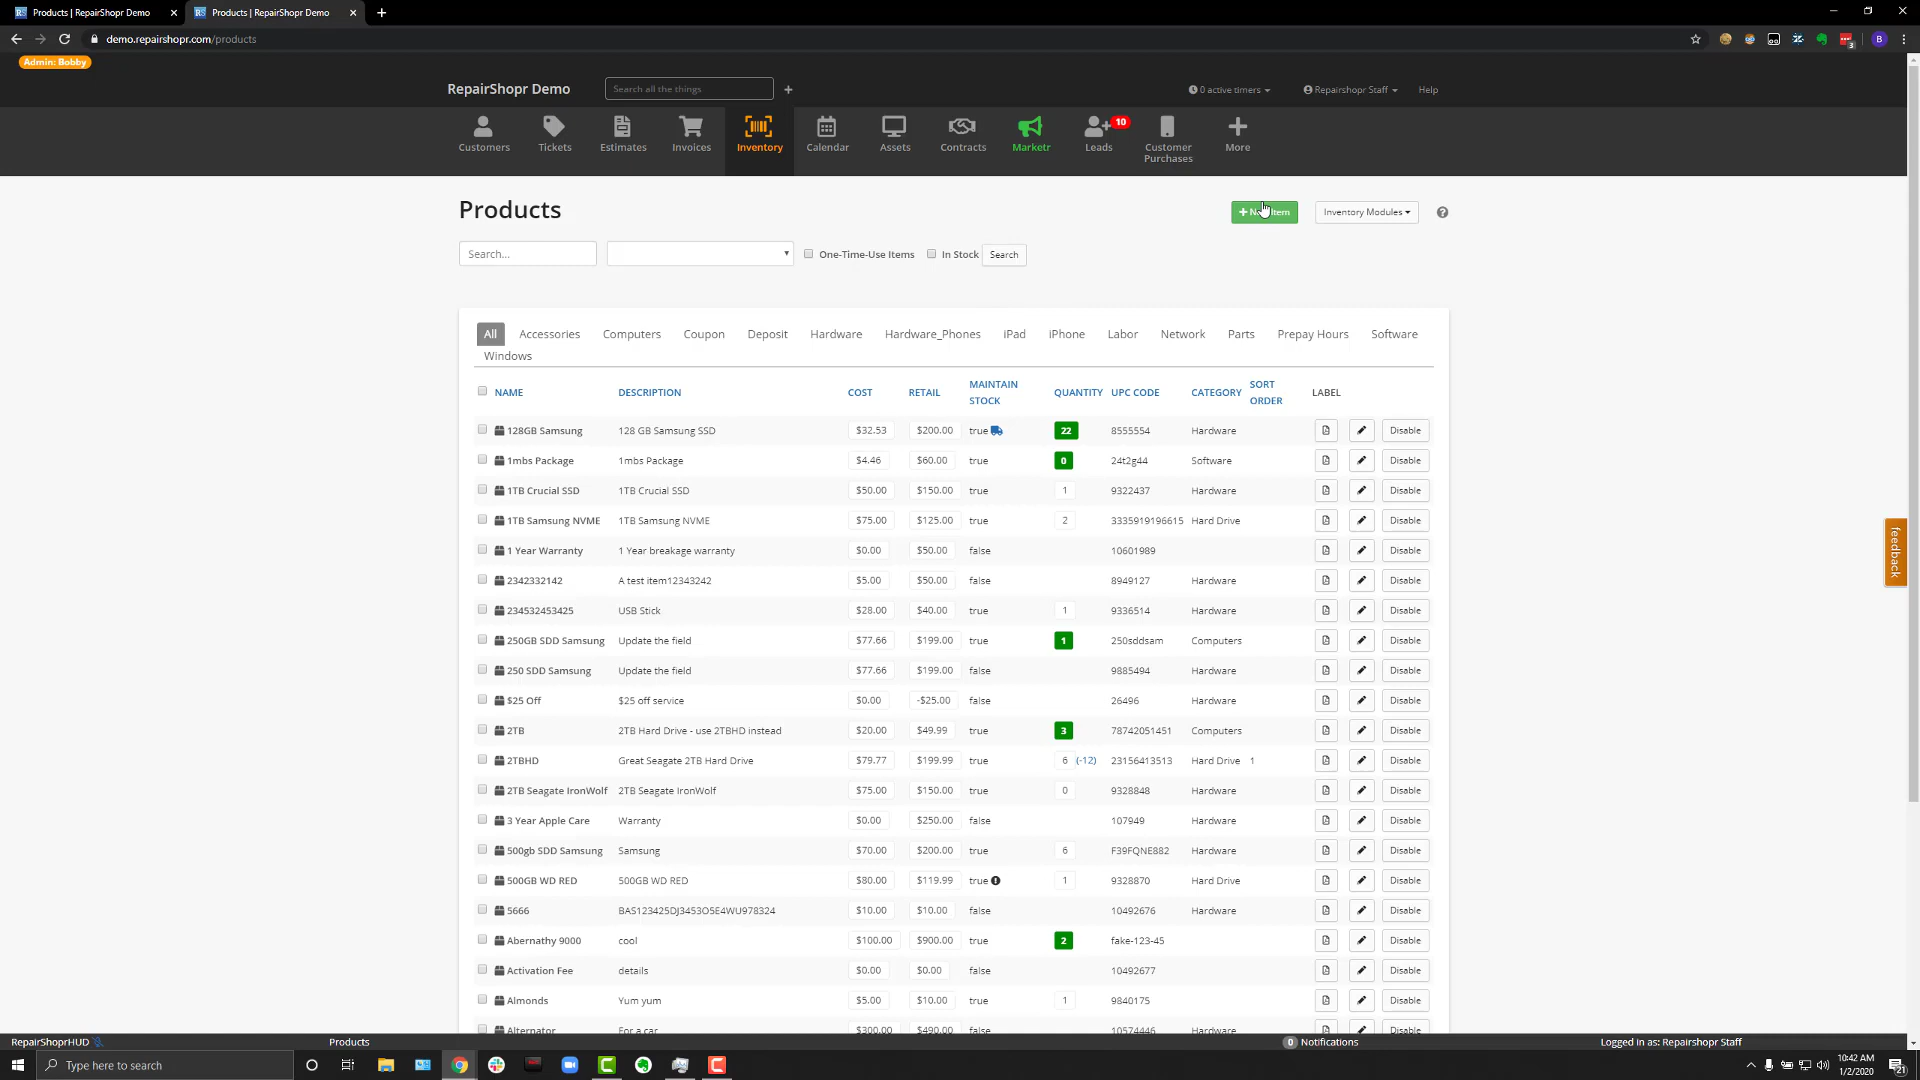 Products | RepairShopr Demo
Products | RepairShopr Demo
demo.repairshopr.com/products
3
B
Admin: Bobby
RepairShopr Demo
Search all the things
0 active timers
Repairshopr Staff
Help
Customers
Tickets
Estimates
Invoices
Inventory
Calendar
Assets
Contracts
Marketr
Leads
10
Customer Purchases
More
Products
Item
Inventory Modules
Search...
One-Time-Use Items
In Stock
Search
All Accessories Computers Coupon Deposit Hardware Hardware_Phones iPad iPhone Labor Network Parts Prepay Hours Software
Windows
NAME DESCRIPTION COST RETAIL MAINTAIN STOCK QUANTITY UPC CODE CATEGORY SORT ORDER LABEL
128GB Samsung 128 GB Samsung SSD $32.53 $200.00 true 22 8555554 Hardware Disable
1mbs Package 1mbs Package $4.46 $60.00 true 0 24t2g44 Software Disable
1TB Crucial SSD 1TB Crucial SSD $50.00 $150.00 true 1 9322437 Hardware Disable
1TB Samsung NVME 1TB Samsung NVME $75.00 $125.00 true 2 3335919196615 Hard Drive Disable
1 Year Warranty 1 Year breakage warranty $0.00 $50.00 false 10601989 Disable
2342332142 A test item12343242 $5.00 $50.00 false 8949127 Hardware Disable
234532453425 USB Stick $28.00 $40.00 true 1 9336514 Hardware Disable
250GB SDD Samsung Update the field $77.66 $199.00 true 1 250sddsam Computers Disable
250 SDD Samsung Update the field $77.66 $199.00 false 9885494 Hardware Disable
$25 Off $25 off service $0.00 -$25.00 false 26496 Hardware Disable
2TB 2TB Hard Drive - use 2TBHD instead $20.00 $49.99 true 3 78742051451 Computers Disable
2TBHD Great Seagate 2TB Hard Drive $79.77 $199.99 true 6 (-12) 23156413513 Hard Drive 1 Disable
2TB Seagate IronWolf 2TB Seagate IronWolf $75.00 $150.00 true 0 9328848 Hardware Disable
3 Year Apple Care Warranty $0.00 $250.00 false 107949 Hardware Disable
500gb SDD Samsung Samsung $70.00 $200.00 true 6 F39FQNE882 Hardware Disable
500GB WD RED 500GB WD RED $80.00 $119.99 true 1 9328870 Hard Drive Disable
5666 BAS123425DJ3453O5E4WU978324 $10.00 $10.00 false 10492676 Hardware Disable
Abernathy 9000 cool $100.00 $900.00 true 2 fake-123-45 Disable
Activation Fee details $0.00 $0.00 false 10492677 Disable
Almonds Yum yum $5.00 $10.00 true 1 9840175 Disable
Alternator For a car $300.00 $490.00 false 10574446 Hardware Disable
feedback
RepairShoprHUD
Products
0 Notifications
Logged in as: Repairshopr Staff
Type here to search
10:42 AM
1/2/2020
21